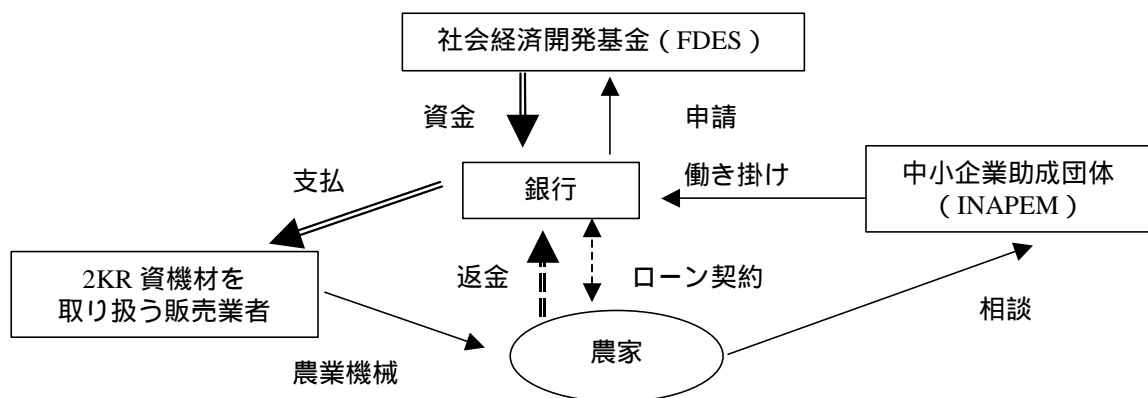 社会経済開発基金（FDES）
資金
申請
支払
銀行
働き掛け
中小企業助成団体
（INAPEM）
2KR 資機材を
取り扱う販売業者
返金
ローン契約
相談
農業機械
農家